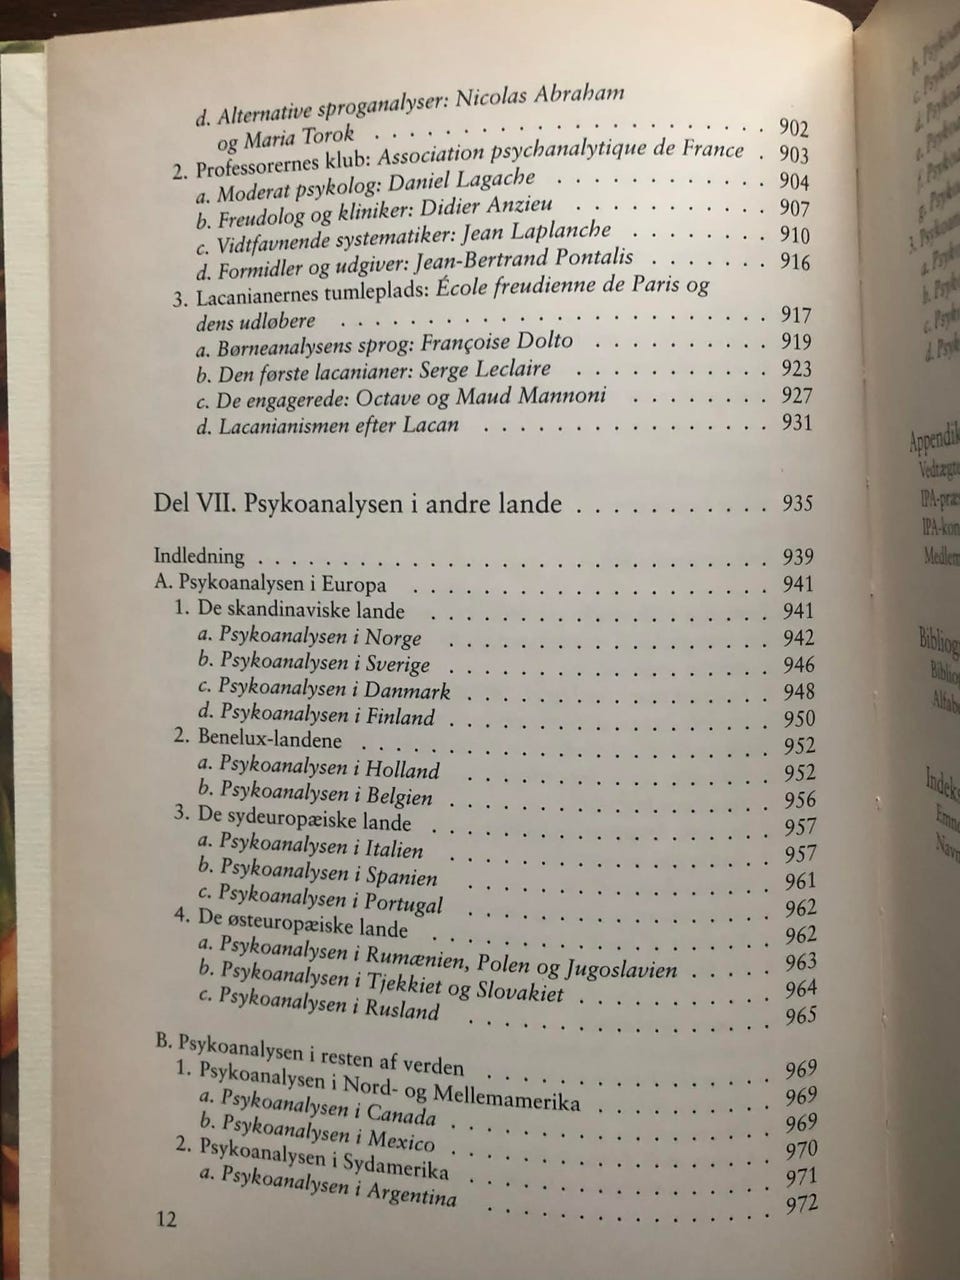 d. Alternative sproganalyser: Nicolas Abraham
og Maria Torok . . . . . . . . . . . . . . . . . . . . . . 902
2. Professorernes klub: Association psychanalytique de France . 903
a. Moderat psykolog: Daniel Lagache . . . . . . . . . . . . 904
b. Freudolog og kliniker: Didier Anzieu . . . . . . . . . . . 907
c. Vidtfavnende systematiker: Jean Laplanche . . . . . . . . 910
d. Formidler og udgiver: Jean-Bertrand Pontalis . . . . . . . 916
3. Lacanianernes tumleplads: École freudienne de Paris og
dens udløbere . . . . . . . . . . . . . . . . . . . . . . . . 917
a. Børneanalysens sprog: Françoise Dolto . . . . . . . . . . 919
b. Den første lacanianer: Serge Leclaire . . . . . . . . . . . 923
c. De engagerede: Octave og Maud Mannoni . . . . . . . . 927
d. Lacanianismen efter Lacan . . . . . . . . . . . . . . . . 931
Del VII. Psykoanalysen i andre lande . . . . . . . . . . . 935
Indledning . . . . . . . . . . . . . . . . . . . . . . . . . . . . 939
A. Psykoanalysen i Europa . . . . . . . . . . . . . . . . . . . . 941
1. De skandinaviske lande . . . . . . . . . . . . . . . . . . . 941
a. Psykoanalysen i Norge . . . . . . . . . . . . . . . . . . 942
b. Psykoanalysen i Sverige . . . . . . . . . . . . . . . . . . 946
c. Psykoanalysen i Danmark . . . . . . . . . . . . . . . . . 948
d. Psykoanalysen i Finland . . . . . . . . . . . . . . . . . . 950
2. Benelux-landene . . . . . . . . . . . . . . . . . . . . . . . 952
a. Psykoanalysen i Holland . . . . . . . . . . . . . . . . . 952
b. Psykoanalysen i Belgien . . . . . . . . . . . . . . . . . . 956
3. De sydeuropæiske lande . . . . . . . . . . . . . . . . . . . 957
a. Psykoanalysen i Italien . . . . . . . . . . . . . . . . . . 957
b. Psykoanalysen i Spanien . . . . . . . . . . . . . . . . . 961
c. Psykoanalysen i Portugal . . . . . . . . . . . . . . . . . 962
4. De østeuropæiske lande . . . . . . . . . . . . . . . . . . . 962
a. Psykoanalysen i Rumænien, Polen og Jugoslavien . . . . . 963
b. Psykoanalysen i Tjekkiet og Slovakiet . . . . . . . . . . . 964
c. Psykoanalysen i Rusland . . . . . . . . . . . . . . . . . 965
B. Psykoanalysen i resten af verden . . . . . . . . . . . . . . . . 969
1. Psykoanalysen i Nord- og Mellemamerika . . . . . . . . . . 969
a. Psykoanalysen i Canada . . . . . . . . . . . . . . . . . . 969
b. Psykoanalysen i Mexico . . . . . . . . . . . . . . . . . . 970
2. Psykoanalysen i Sydamerika . . . . . . . . . . . . . . . . . 971
a. Psykoanalysen i Argentina . . . . . . . . . . . . . . . . 972
12